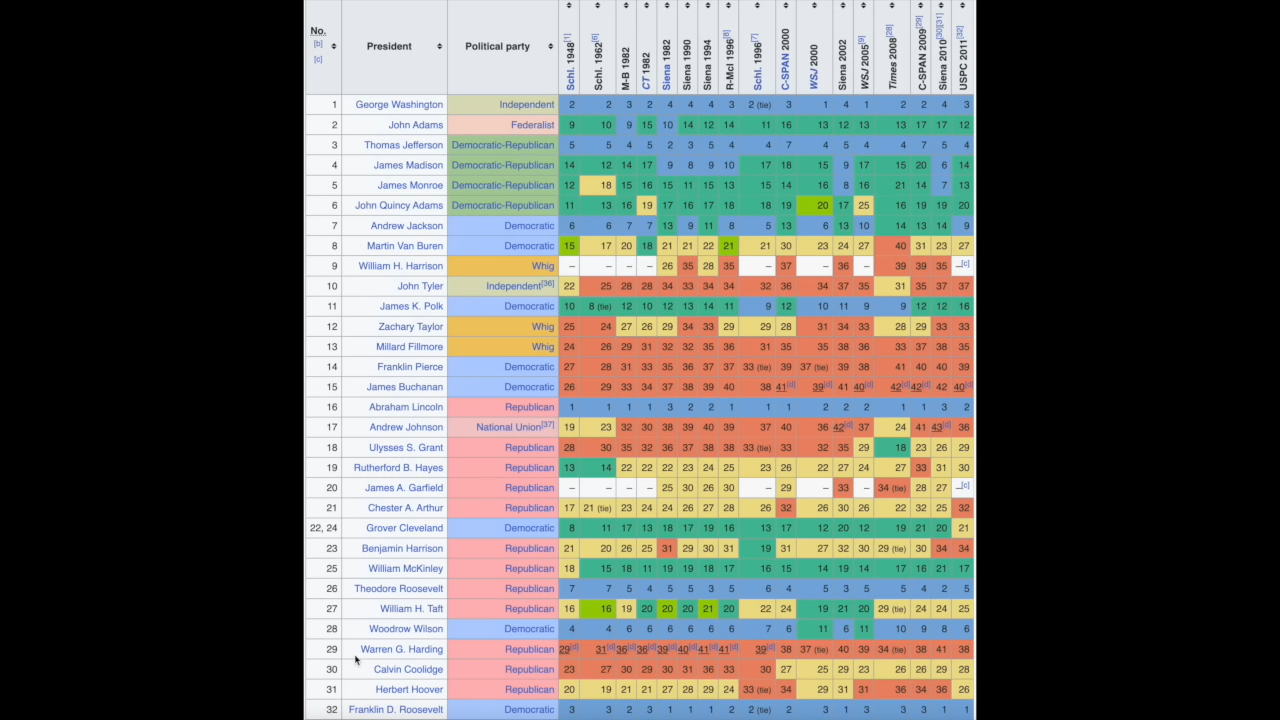 No. [b] [c] President Political party Schl. 1948[1] Schl. 1962[6] M-B 1982 CT 1982 Siena 1982 Siena 1990 Siena 1994 R-McI 1996[8] Schl. 1996[7] C-SPAN 2000 WSJ 2000 Siena 2002 WSJ 2005[9] Times 2008[28] C-SPAN 2009[29] Siena 2010[30][31] USPC 2011[32]
1 George Washington Independent 2 2 3 2 4 4 4 3 2 (tie) 3 1 4 1 2 2 4 3
2 John Adams Federalist 9 10 9 15 10 14 12 14 11 16 13 12 13 13 17 17 12
3 Thomas Jefferson Democratic-Republican 5 5 4 5 2 3 5 4 4 7 4 5 4 4 7 5 4
4 James Madison Democratic-Republican 14 12 14 17 9 8 9 10 17 18 15 9 17 15 20 6 14
5 James Monroe Democratic-Republican 12 18 15 16 15 11 15 13 15 14 16 8 16 21 14 7 13
6 John Quincy Adams Democratic-Republican 11 13 16 19 17 16 17 18 18 19 20 17 25 16 19 19 20
7 Andrew Jackson Democratic 6 6 7 7 13 9 11 8 5 13 6 13 10 14 13 14 9
8 Martin Van Buren Democratic 15 17 20 18 21 21 22 21 21 30 23 24 27 40 31 23 27
9 William H. Harrison Whig – – – – 26 35 28 35 – 37 – 36 – 39 39 35 –[c]
10 John Tyler Independent[36] 22 25 28 28 34 33 34 34 32 36 34 37 35 31 35 37 37
11 James K. Polk Democratic 10 8 (tie) 12 10 12 13 14 11 9 12 10 11 9 9 12 12 16
12 Zachary Taylor Whig 25 24 27 26 29 34 33 29 29 28 31 34 33 28 29 33 33
13 Millard Fillmore Whig 24 26 29 31 32 32 35 36 31 35 35 38 36 33 37 38 35
14 Franklin Pierce Democratic 27 28 31 33 35 36 37 37 33 (tie) 39 37 (tie) 39 38 41 40 40 39
15 James Buchanan Democratic 26 29 33 34 37 38 39 40 38 41[d] 39[d] 41 40[d] 42[d] 42[d] 42 40[d]
16 Abraham Lincoln Republican 1 1 1 1 3 2 2 1 1 1 2 2 2 1 1 3 2
17 Andrew Johnson National Union[37] 19 23 32 30 38 39 40 39 37 40 36 42[d] 37 24 41 43[d] 36
18 Ulysses S. Grant Republican 28 30 35 32 36 37 38 38 33 (tie) 33 32 35 29 18 23 26 29
19 Rutherford B. Hayes Republican 13 14 22 22 22 23 24 25 23 26 22 27 24 27 33 31 30
20 James A. Garfield Republican – – – – 25 30 26 30 – 29 – 33 – 34 (tie) 28 27 –[c]
21 Chester A. Arthur Republican 17 21 (tie) 23 24 24 26 27 28 26 32 26 30 26 22 32 25 32
22, 24 Grover Cleveland Democratic 8 11 17 13 18 17 19 16 13 17 12 20 12 19 21 20 21
23 Benjamin Harrison Republican 21 20 26 25 31 29 30 31 19 31 27 32 30 29 (tie) 30 34 34
25 William McKinley Republican 18 15 18 11 19 19 18 17 16 15 14 19 14 17 16 21 17
26 Theodore Roosevelt Republican 7 7 5 4 5 5 3 5 6 4 5 3 5 5 4 2 5
27 William H. Taft Republican 16 16 19 20 20 20 21 20 22 24 19 21 20 29 (tie) 24 24 25
28 Woodrow Wilson Democratic 4 4 6 6 6 6 6 6 7 6 11 6 11 10 9 8 6
29 Warren G. Harding Republican 29[d] 31[d] 36[d] 36[d] 39[d] 40[d] 41[d] 41[d] 39[d] 38 37 (tie) 40 39 34 (tie) 38 41 38
30 Calvin Coolidge Republican 23 27 30 29 30 31 36 33 30 27 25 29 23 26 26 29 28
31 Herbert Hoover Republican 20 19 21 21 27 28 29 24 33 (tie) 34 29 31 31 36 34 36 26
32 Franklin D. Roosevelt Democratic 3 3 2 3 1 1 1 2 2 (tie) 2 3 1 3 3 3 1 1